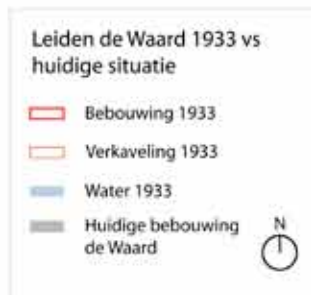 Leiden de Waard 1933 vs
huidige situatie
Bebouwing 1933
Verkaveling 1933
Water 1933
Huidige bebouwing
de Waard
N